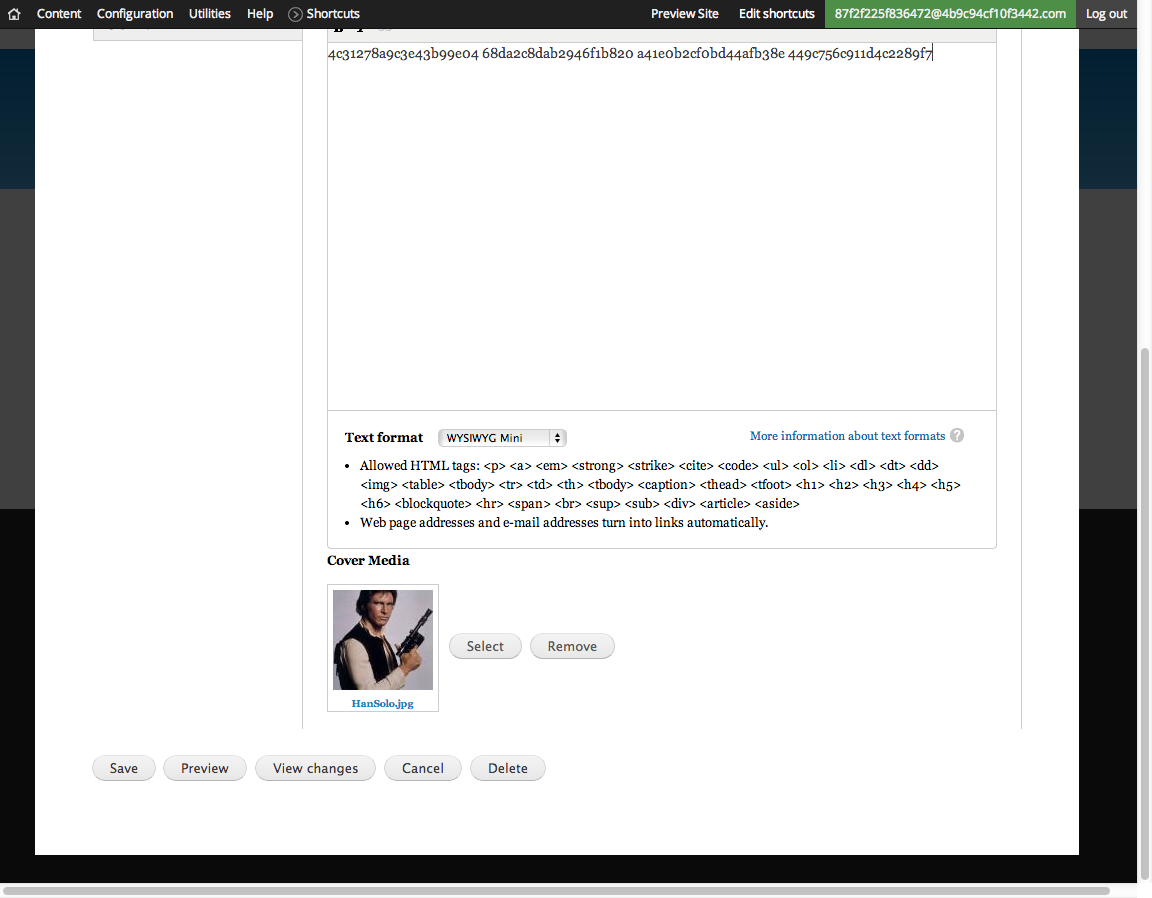 Content Configuration Utilities Help Shortcuts Preview Site Edit shortcuts 87f2f225f836472@4b9c94cf10f3442.com Log out
4c31278a9c3e43b99e04 68da2c8dab2946f1b820 a41e0b2cf0bd44afb38e 449c756c911d4c2289f7
Text format WYSIWYG Mini More information about text formats ?
• Allowed HTML tags: <p> <a> <em> <strong> <strike> <cite> <code> <ul> <ol> <li> <dl> <dt> <dd>
<img> <table> <tbody> <tr> <td> <th> <tbody> <caption> <thead> <tfoot> <h1> <h2> <h3> <h4> <h5>
<h6> <blockquote> <hr> <span> <br> <sup> <sub> <div> <article> <aside>
• Web page addresses and e-mail addresses turn into links automatically.
Cover Media
Select Remove
HanSolo.jpg
Save Preview View changes Cancel Delete